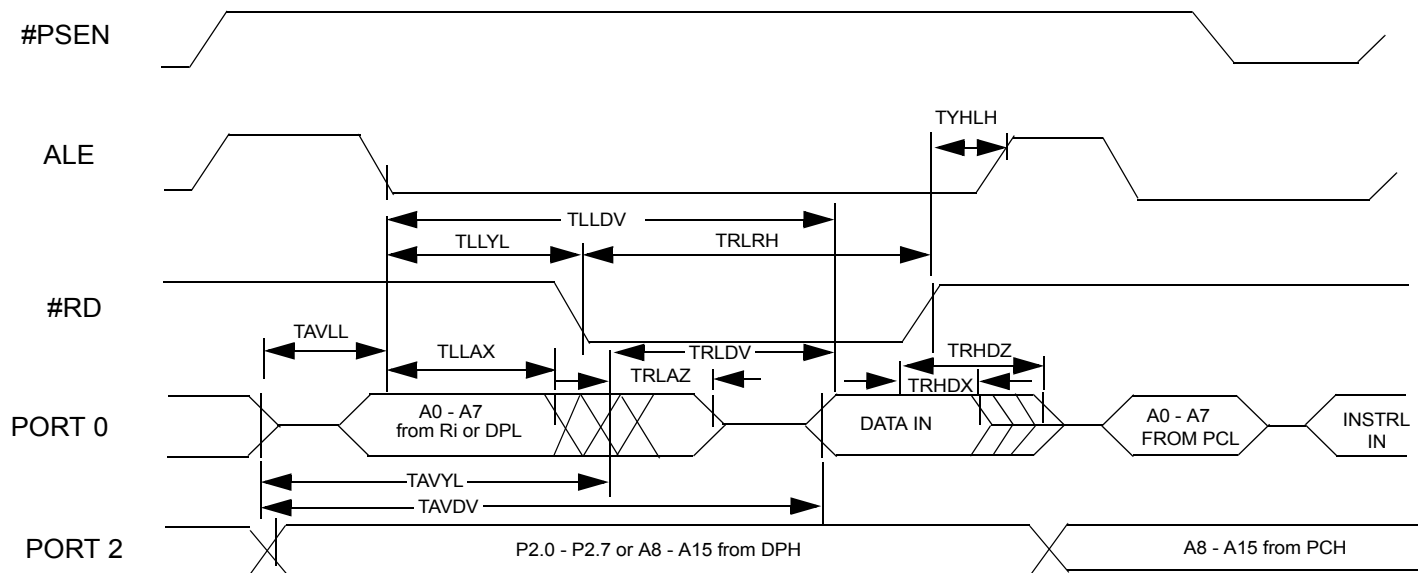 #PSEN
TYHLH
ALE
TLLDV
TLLYL
TRLRH
#RD
TAVLL
TLLAX
TRLDV
TRHDZ
TRLAZ
TRHDX
PORT 0
A0 - A7
from Ri or DPL
DATA IN
A0 - A7
FROM PCL
INSTRL
IN
TAVYL
TAVDV
PORT 2
P2.0 - P2.7 or A8 - A15 from DPH
A8 - A15 from PCH